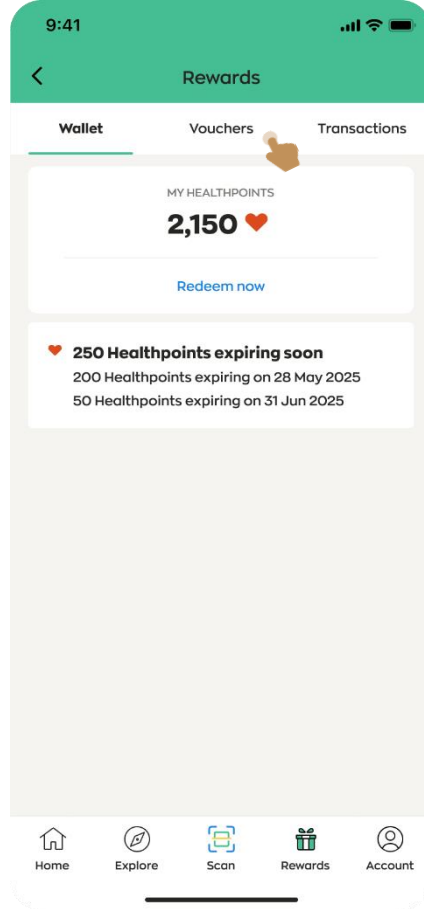 9:41
Rewards
Wallet Vouchers Transactions
MY HEALTHPOINTS
2,150
Redeem now
250 Healthpoints expiring soon
200 Healthpoints expiring on 28 May 2025
50 Healthpoints expiring on 31 Jun 2025
Home Explore Scan Rewards Account